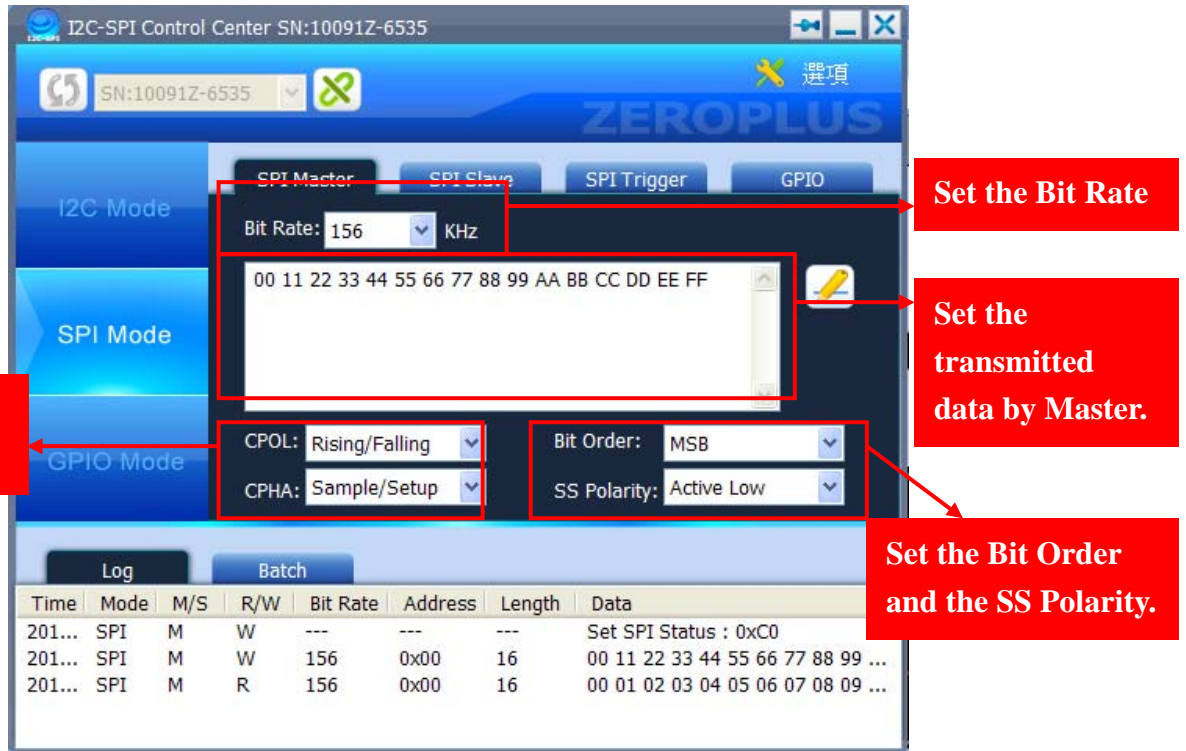 I2C-SPI Control Center SN:10091Z-6535
SN:10091Z-6535
選項
ZEROPLUS
I2C Mode
SPI Mode
GPIO Mode
SPI Master SPI Slave SPI Trigger GPIO
Bit Rate: 156 KHz
00 11 22 33 44 55 66 77 88 99 AA BB CC DD EE FF
CPOL: Rising/Falling
CPHA: Sample/Setup
Bit Order: MSB
SS Polarity: Active Low
Set the Bit Rate
Set the
transmitted
data by Master.
Set the Bit Order
and the SS Polarity.
Log Batch
Time Mode M/S R/W Bit Rate Address Length Data
201... SPI M W --- --- --- Set SPI Status : 0xC0
201... SPI M W 156 0x00 16 00 11 22 33 44 55 66 77 88 99 ...
201... SPI M R 156 0x00 16 00 01 02 03 04 05 06 07 08 09 ...